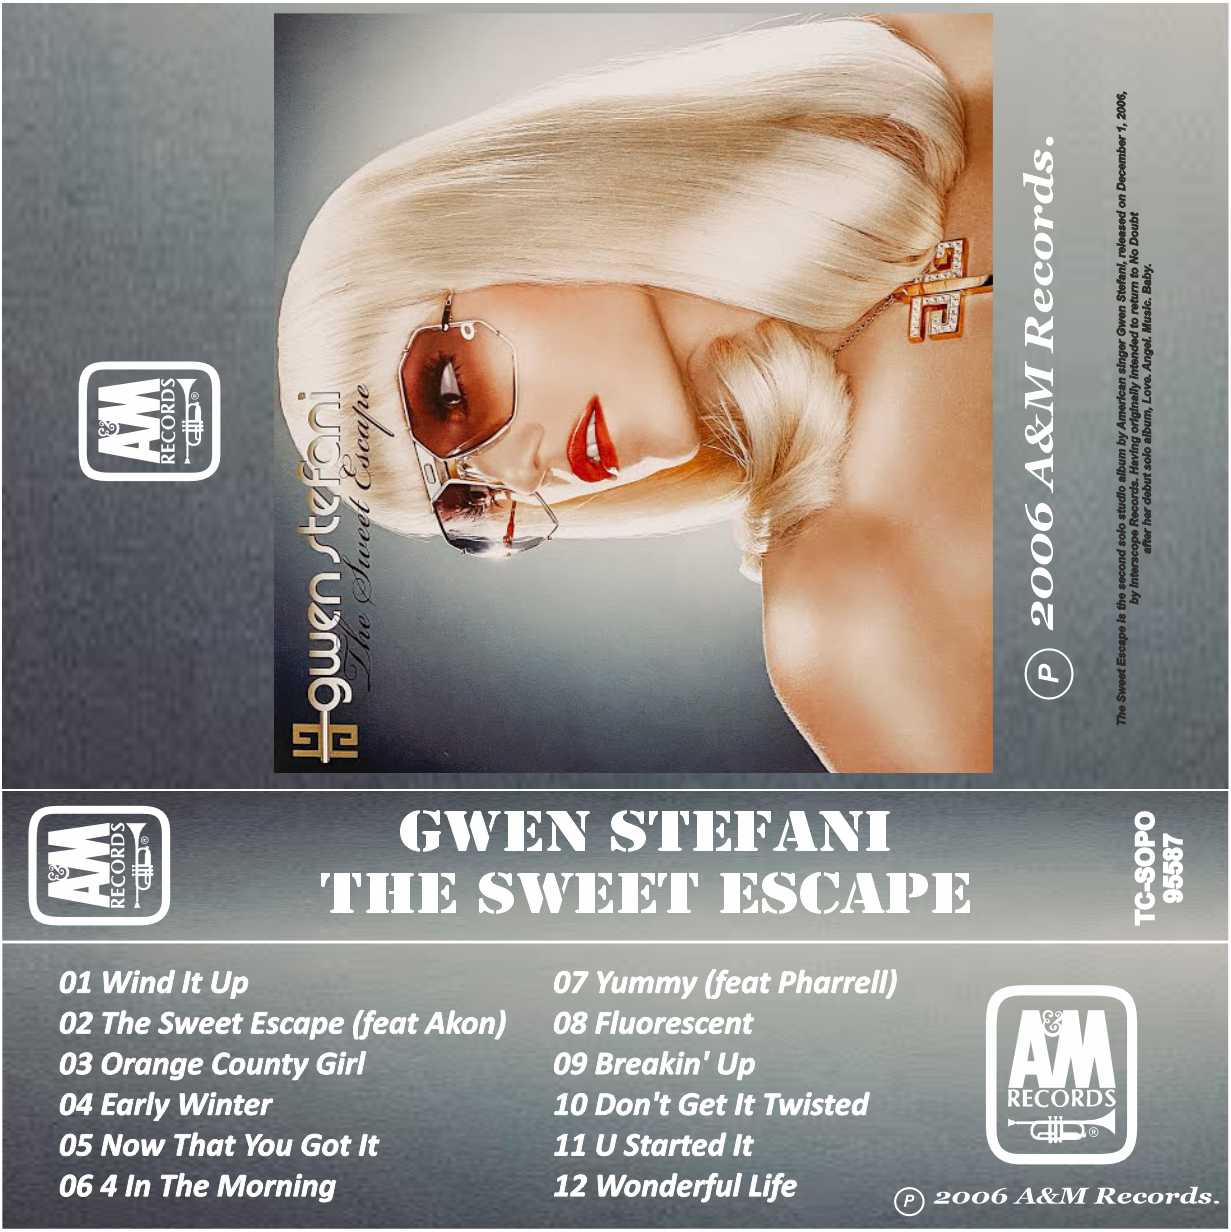 A&M
RECORDS
®
gwen stefani
The Sweet Escape
P 2006 A&M Records.
The Sweet Escape is the second solo studio album by American singer Gwen Stefani, released on December 1, 2006,
by Interscope Records. Having originally intended to return to No Doubt
after her debut solo album, Love. Angel. Music. Baby.
A&M
RECORDS
®
GWEN STEFANI
THE SWEET ESCAPE
TC-SOPO
95587
01 Wind It Up
02 The Sweet Escape (feat Akon)
03 Orange County Girl
04 Early Winter
05 Now That You Got It
06 4 In The Morning
07 Yummy (feat Pharrell)
08 Fluorescent
09 Breakin' Up
10 Don't Get It Twisted
11 U Started It
12 Wonderful Life
A&M
RECORDS
®
P 2006 A&M Records.